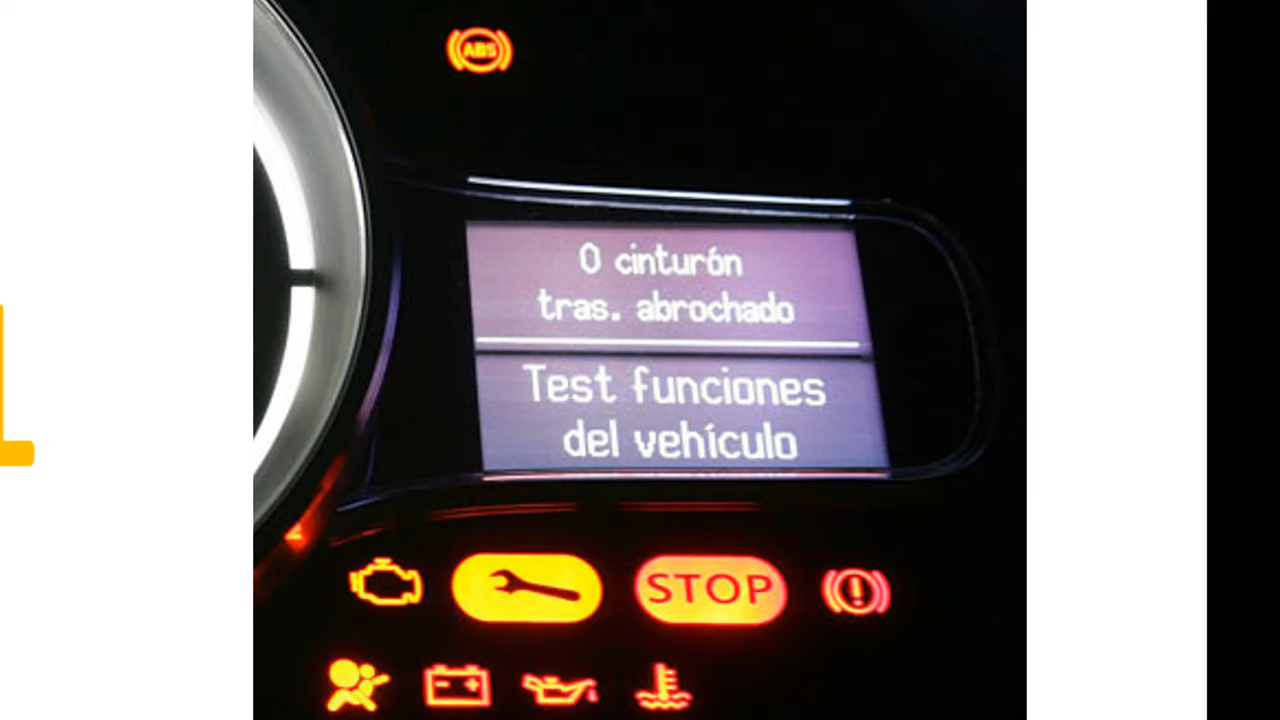 ABS
0 cinturón
tras. abrochado
Test funciones
del vehículo
STOP